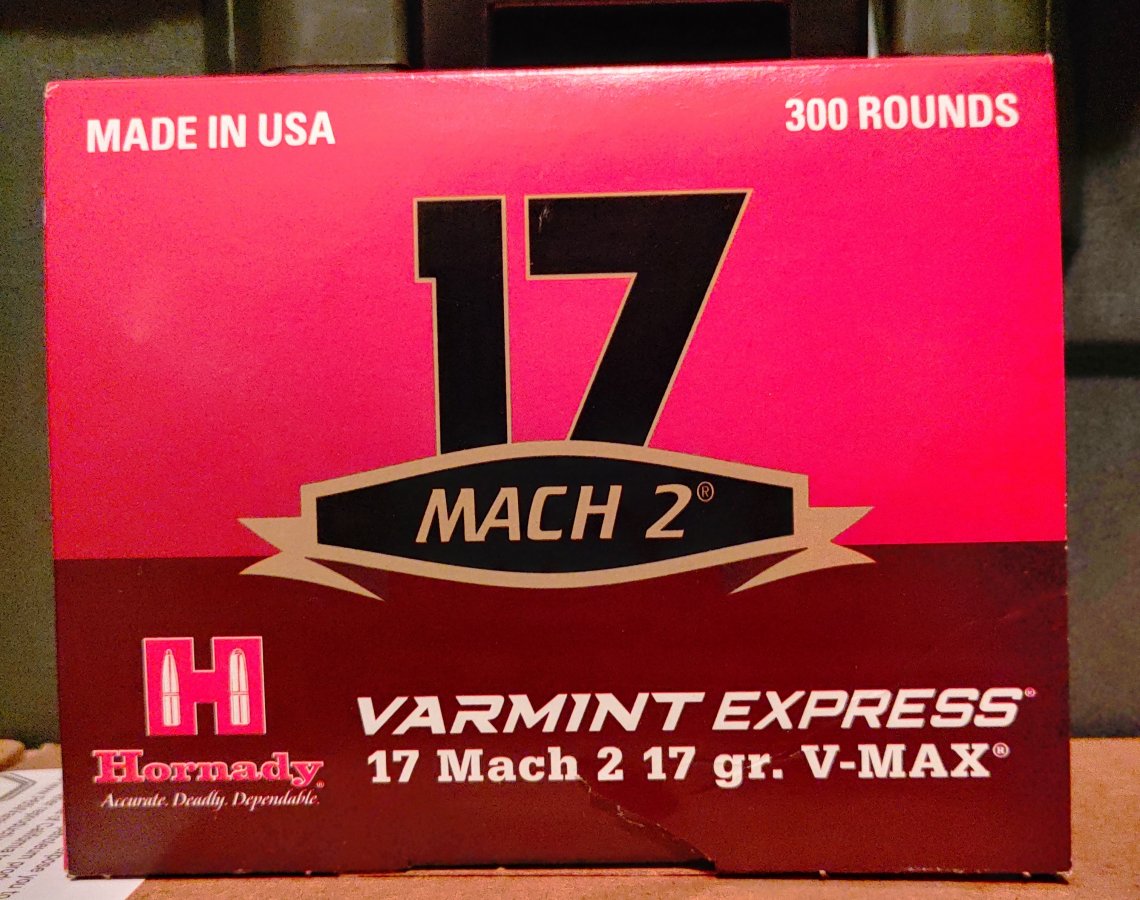 MADE IN USA
300 ROUNDS
17
MACH 2®
H
Hornady®
Accurate. Deadly. Dependable.
VARMINT EXPRESS®
17 Mach 2 17 gr. V-MAX®